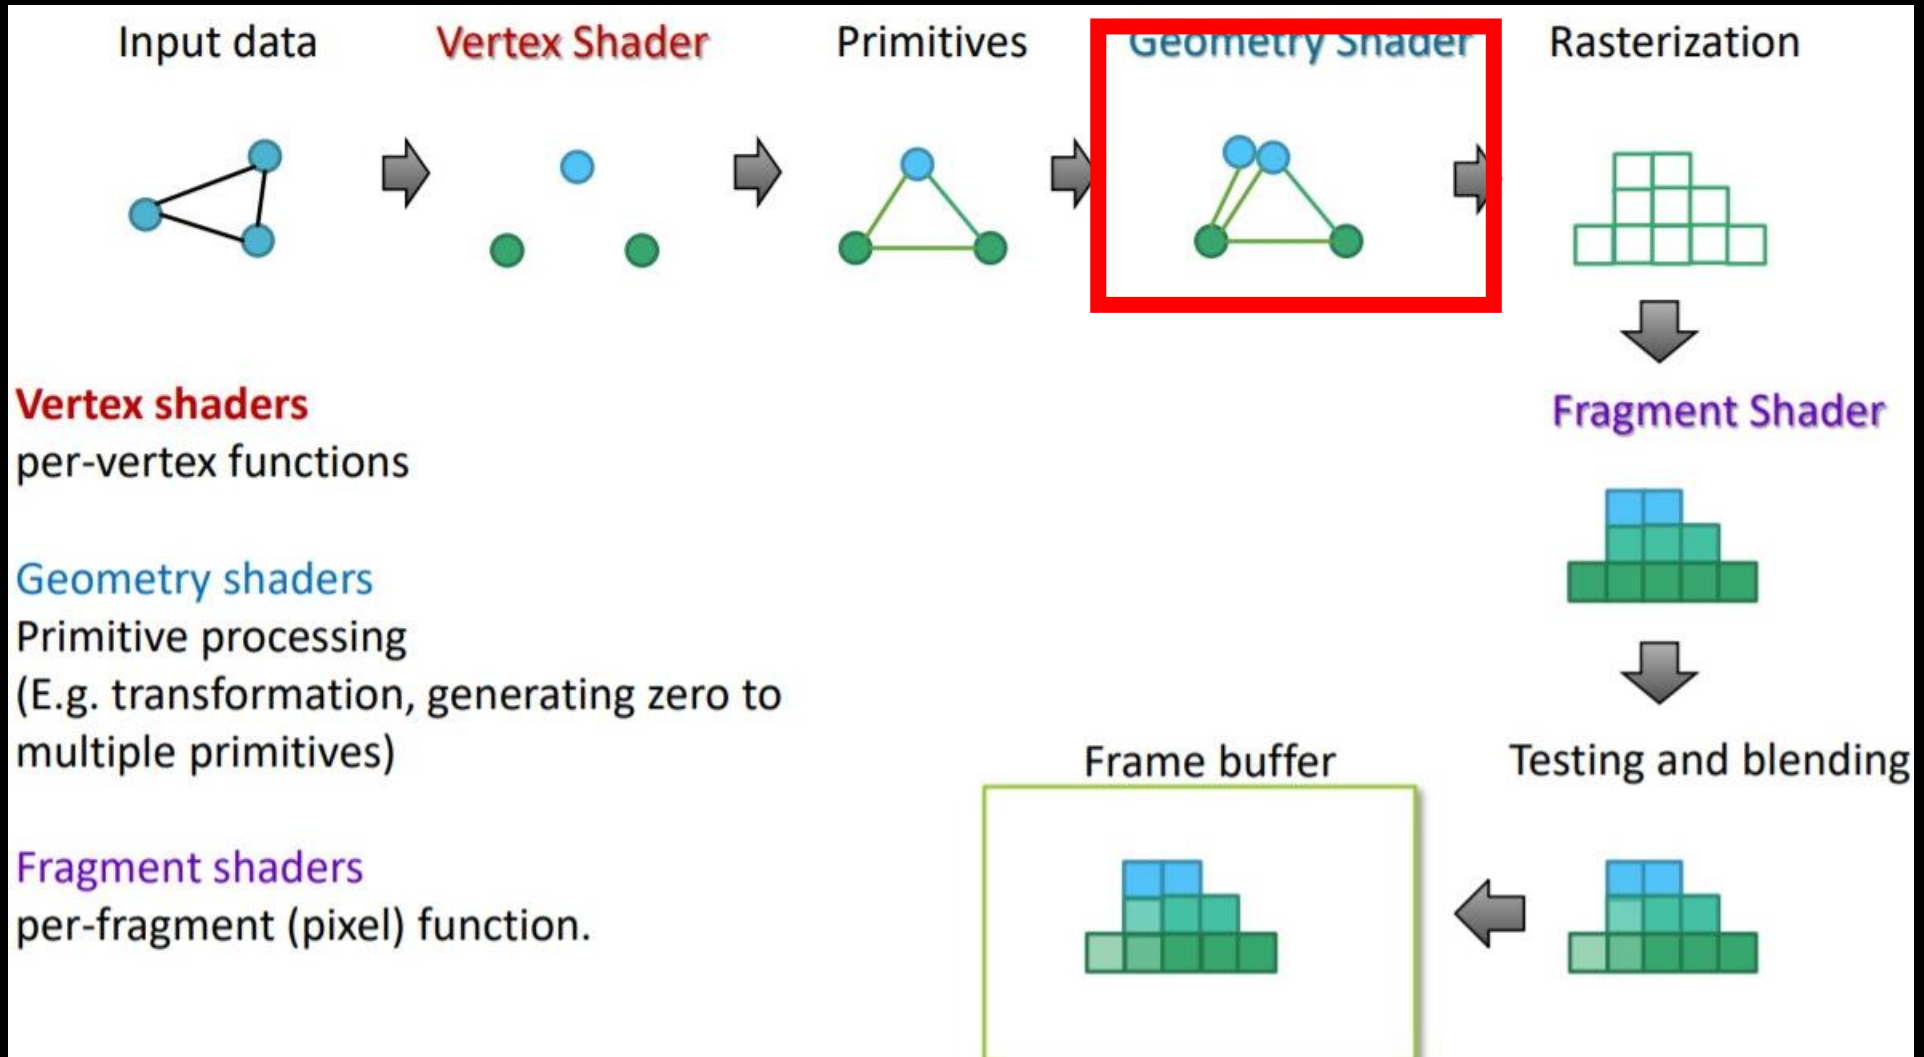 Input data
Vertex Shader
Primitives
Geometry Shader
Rasterization
Vertex shaders
per-vertex functions
Fragment Shader
Geometry shaders
Primitive processing
(E.g. transformation, generating zero to
multiple primitives)
Frame buffer
Testing and blending
Fragment shaders
per-fragment (pixel) function.